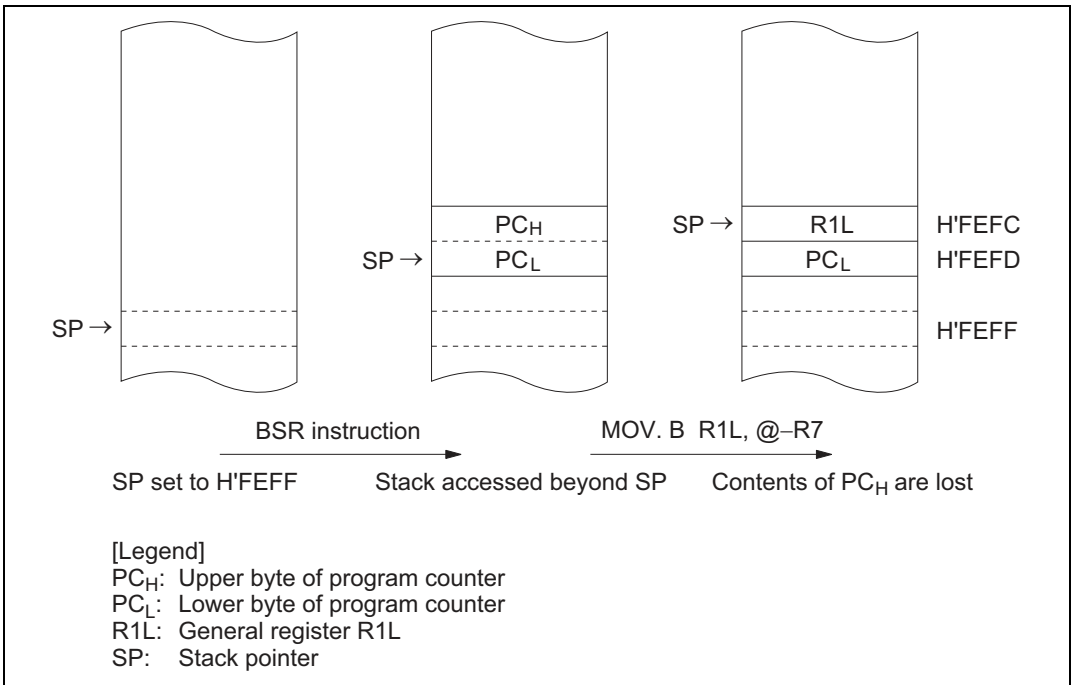 PCH
SP → R1L H'FEFC
SP → PCL PCL H'FEFD
SP → H'FEFF
BSR instruction MOV. B R1L, @–R7
SP set to H'FEFF Stack accessed beyond SP Contents of PCH are lost
[Legend]
PCH: Upper byte of program counter
PCL: Lower byte of program counter
R1L: General register R1L
SP: Stack pointer